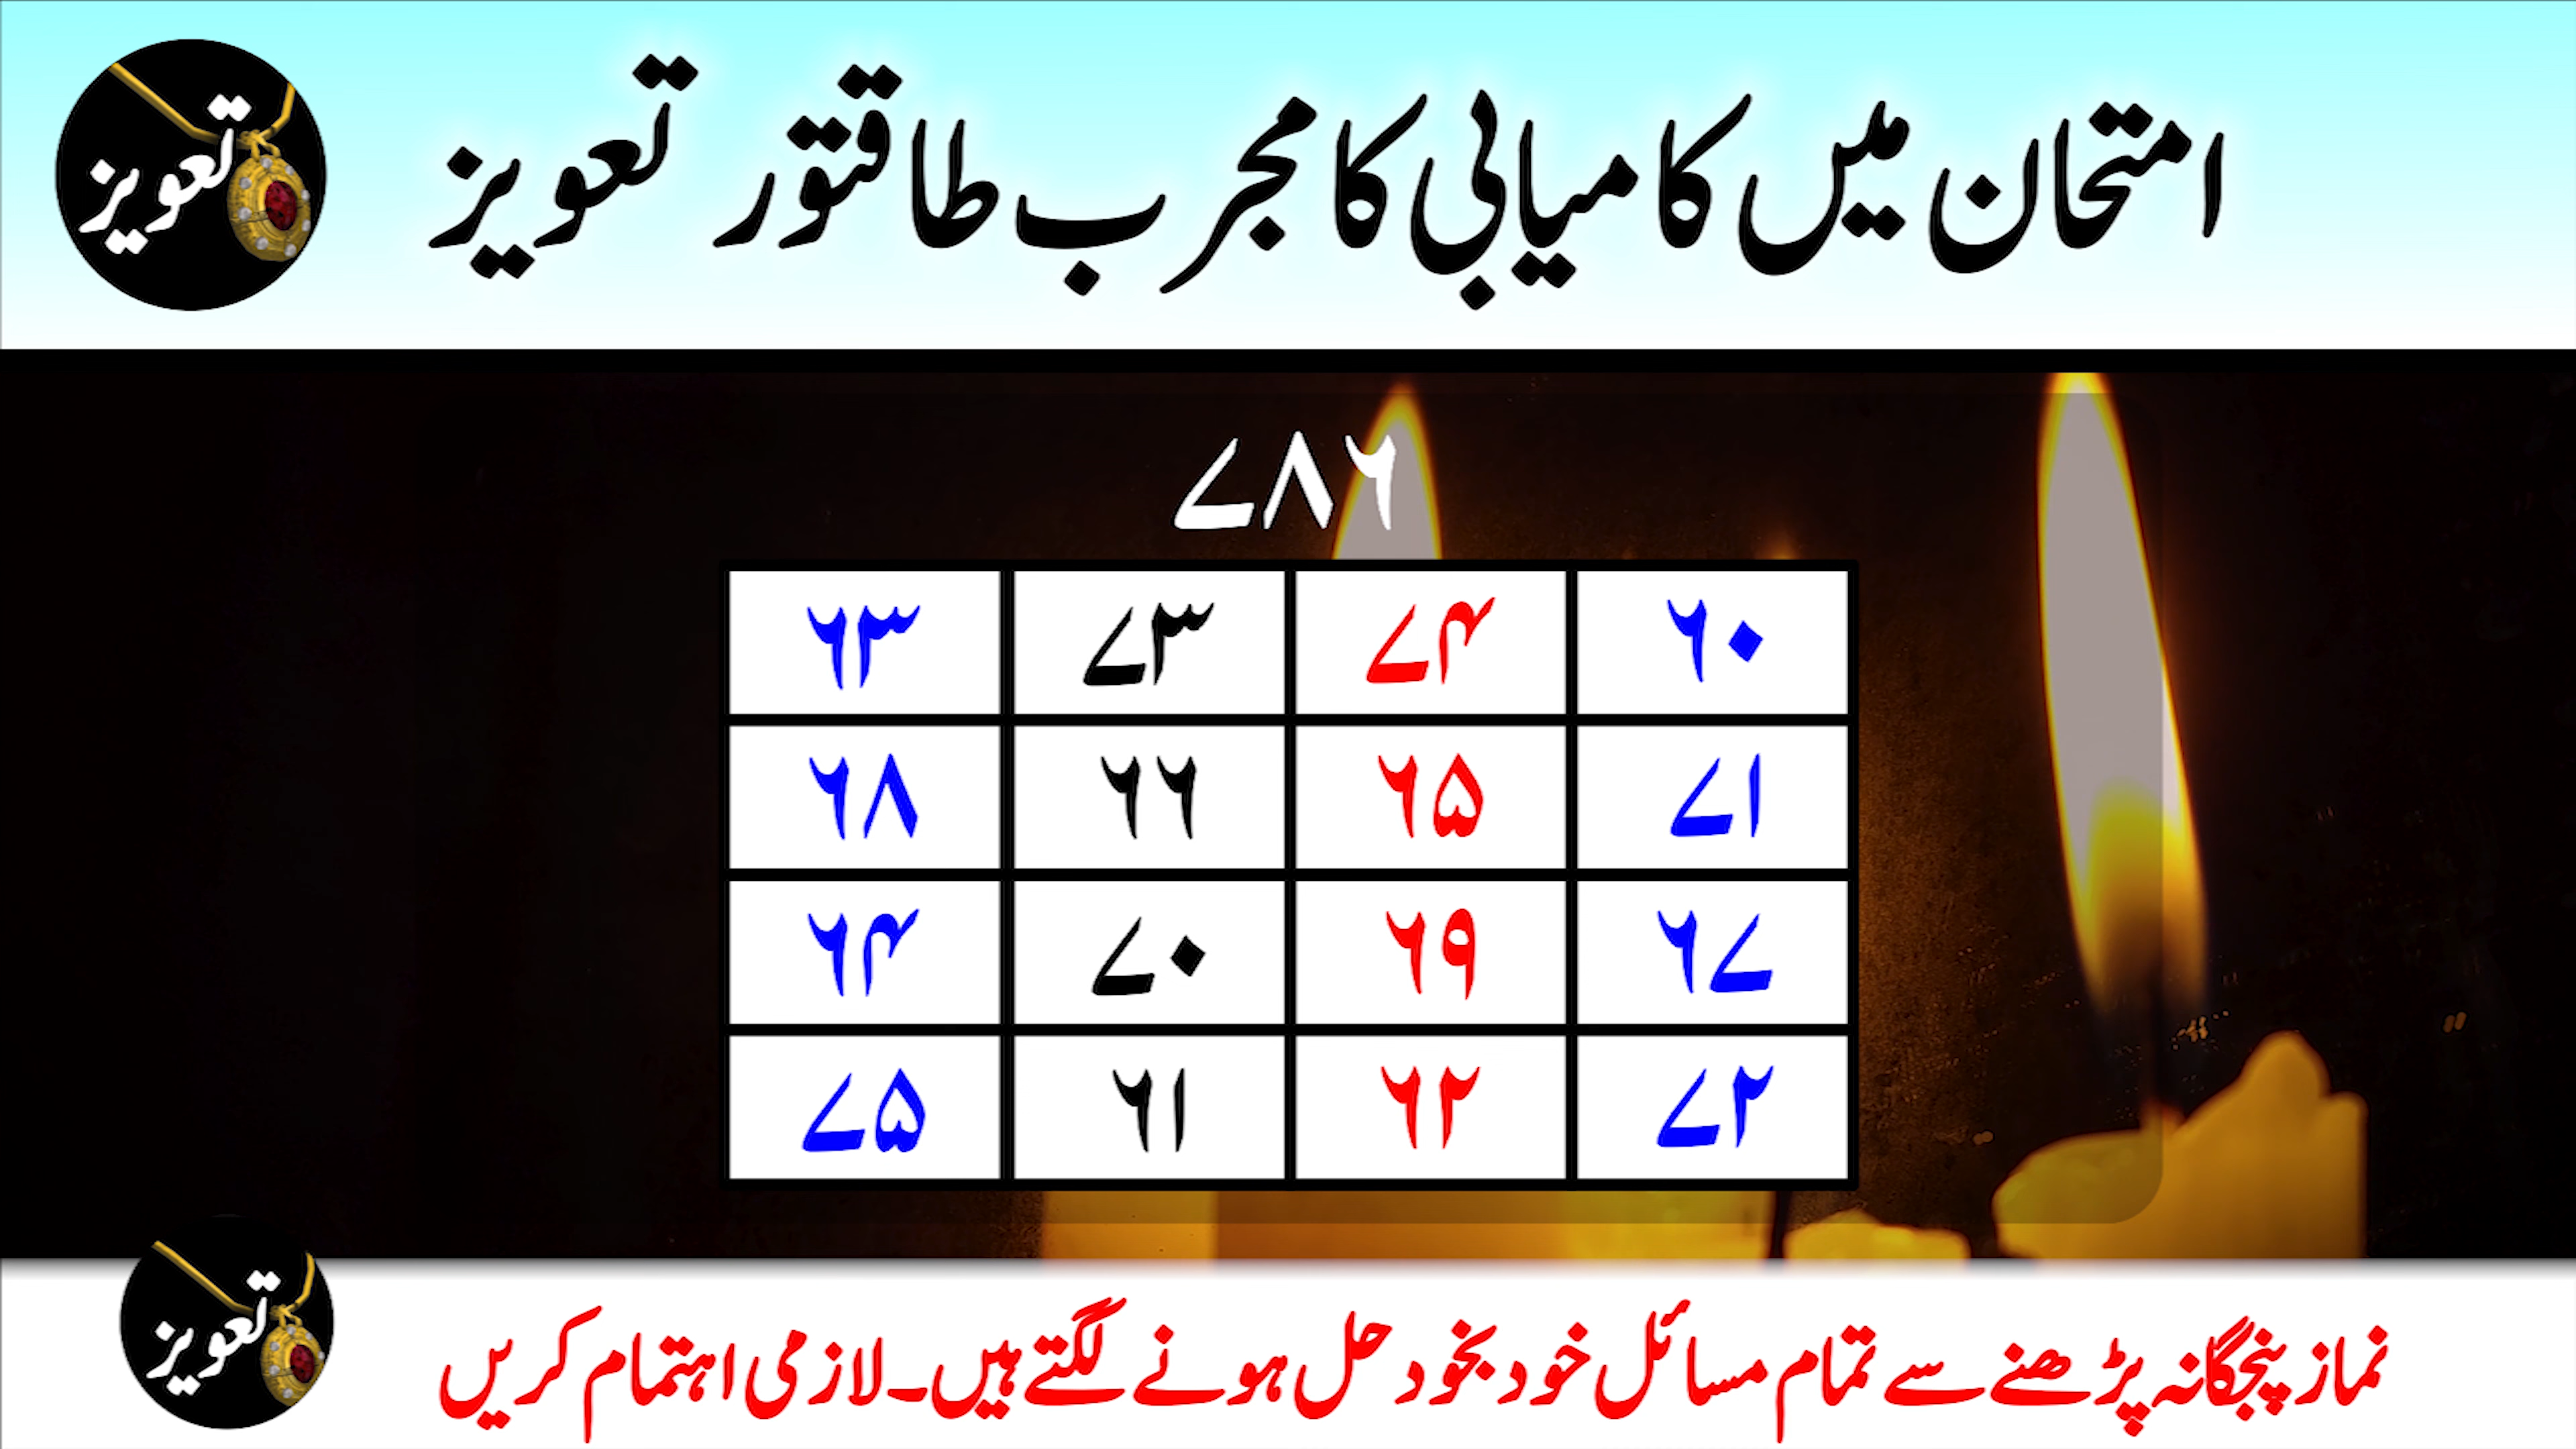 امتحان میں کامیابی کا مجرب طاقتور تعویز
تعویز
۷۸۶
۶۳ ۷۳ ۷۴ ۶۰
۶۸ ۶۶ ۶۵ ۷۱
۶۴ ۷۰ ۶۹ ۶۷
۷۵ ۶۱ ۶۲ ۷۲
نماز پنجگانہ پڑھنے سے تمام مسائل خود بخود حل ہونے لگتے ہیں۔ لازمی اہتمام کریں
تعویز